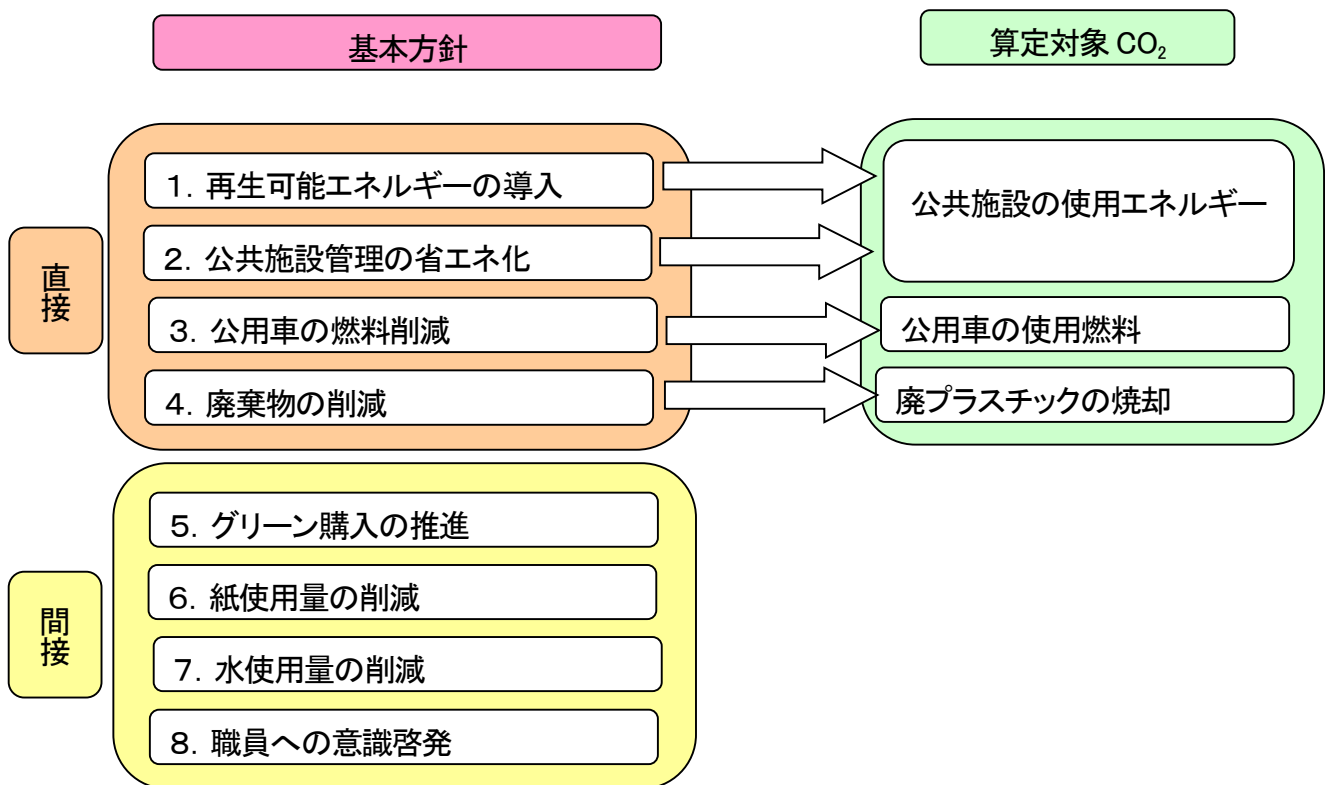 基本方針
算定対象 CO₂
直接
1．再生可能エネルギーの導入
2．公共施設管理の省エネ化
3．公用車の燃料削減
4．廃棄物の削減
公共施設の使用エネルギー
公用車の使用燃料
廃プラスチックの焼却
間接
5．グリーン購入の推進
6．紙使用量の削減
7．水使用量の削減
8．職員への意識啓発